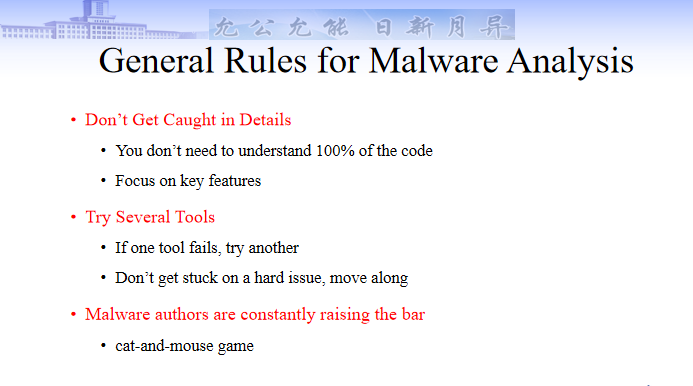 允公允能 日新月异
General Rules for Malware Analysis
• Don’t Get Caught in Details
• You don’t need to understand 100% of the code
• Focus on key features
• Try Several Tools
• If one tool fails, try another
• Don’t get stuck on a hard issue, move along
• Malware authors are constantly raising the bar
• cat-and-mouse game